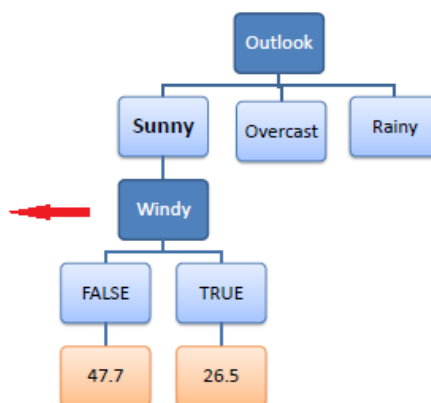 Outlook
Sunny
Overcast
Rainy
Windy
FALSE
TRUE
47.7
26.5